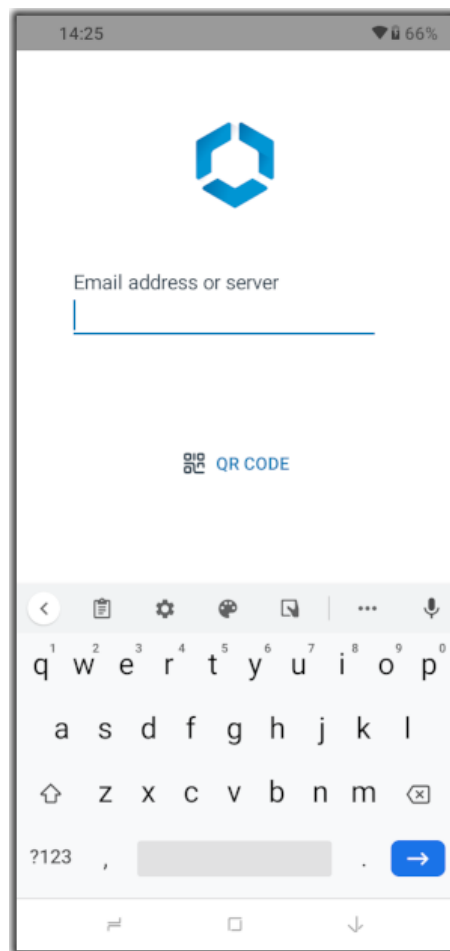 14:25 66%
Email address or server
QR CODE
1 2 3 4 5 6 7 8 9 0
q w e r t y u i o p
a s d f g h j k l
z x c v b n m
?123 , .